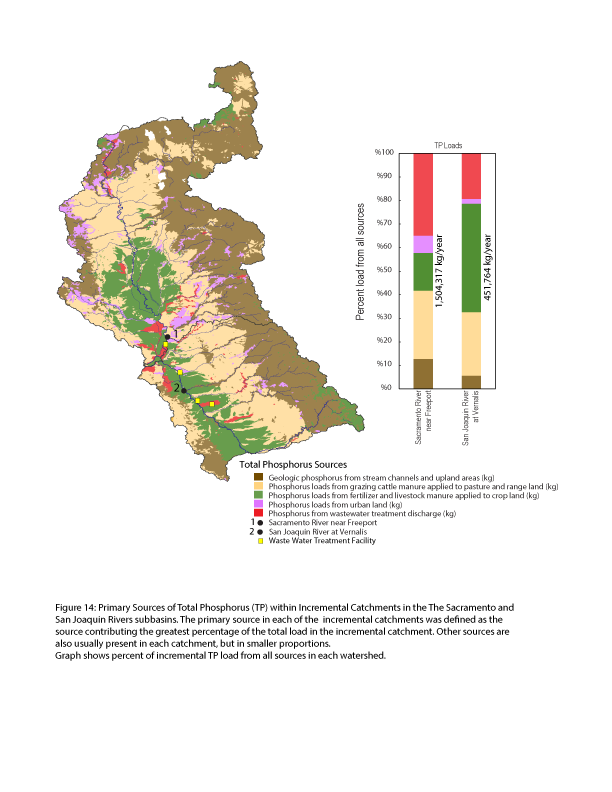 TP Loads
%100
%90
%80
%70
%60
%50
%40
%30
%20
%10
%0
Percent load from all sources
1,504,317 kg/year
451,764 kg/year
Sacramento River
near Freeport
San Joaquin River
at Vernalis
1
2
Total Phosphorus Sources
Geologic phosphorus from stream channels and upland areas (kg)
Phosphorus loads from grazing cattle manure applied to pasture and range land (kg)
Phosphorus loads from fertilizer and livestock manure applied to crop land (kg)
Phosphorus loads from urban land (kg)
Phosphorus from wastewater treatment discharge (kg)
1 Sacramento River near Freeport
2 San Joaquin River at Vernalis
Waste Water Treatment Facility
Figure 14: Primary Sources of Total Phosphorus (TP) within Incremental Catchments in the The Sacramento and
San Joaquin Rivers subbasins. The primary source in each of the incremental catchments was defined as the
source contributing the greatest percentage of the total load in the incremental catchment. Other sources are
also usually present in each catchment, but in smaller proportions.
Graph shows percent of incremental TP load from all sources in each watershed.